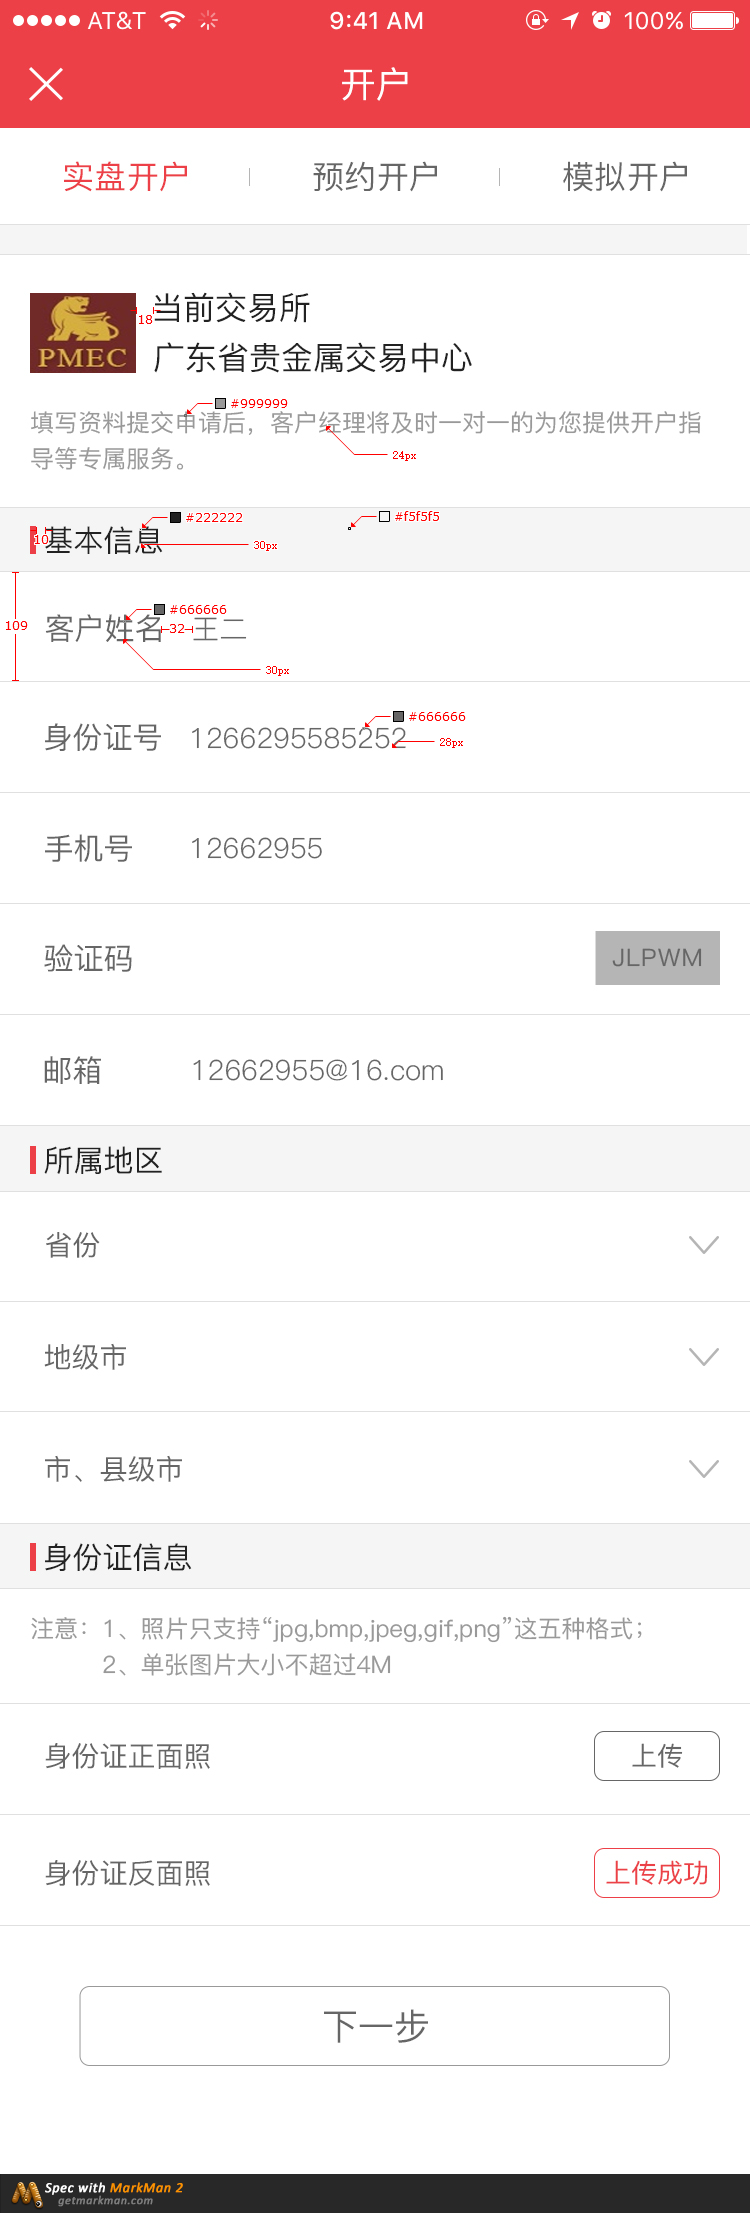 AT&T 9:41 AM 100%
开户
实盘开户 预约开户 模拟开户
PMEC
18
当前交易所
广东省贵金属交易中心
#999999
填写资料提交申请后，客户经理将及时一对一的为您提供开户指
导等专属服务。
24px
#222222 #f5f5f5
10
基本信息
30px
#666666
109
客户姓名 32 王二
30px
#666666
身份证号 1266295585252
28px
手机号 12662955
验证码 JLPWM
邮箱 12662955@16.com
所属地区
省份
地级市
市、县级市
身份证信息
注意：1、照片只支持“jpg,bmp,jpeg,gif,png”这五种格式；
2、单张图片大小不超过4M
身份证正面照 上传
身份证反面照 上传成功
下一步
Spec with MarkMan 2
getmarkman.com